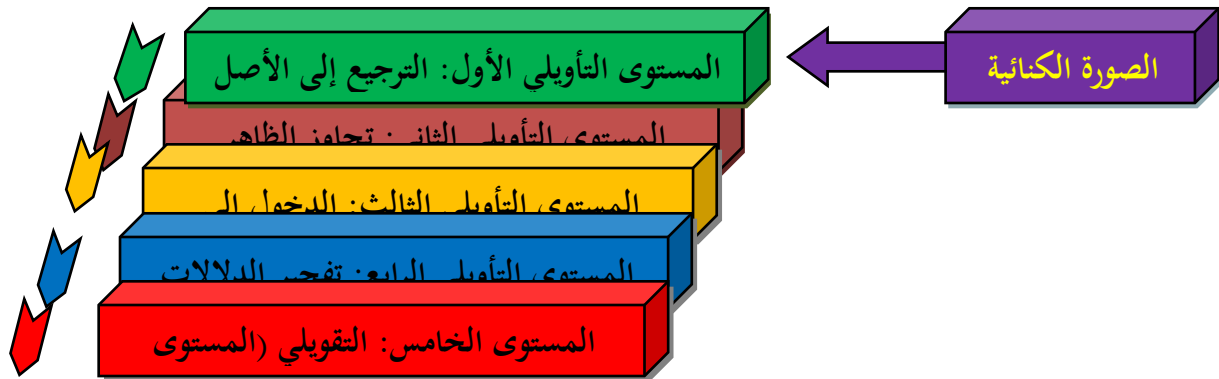 الصورة الكنائية
المستوى التأويلي الأول: الترجيع إلى الأصل
المستوى التأويلي الثاني: تجاوز الظاهر
المستوى التأويلي الثالث: الدخول إلى
المستوى التأويلي الرابع: تفجير الدلالات
المستوى الخامس: التقويلي (المستوى